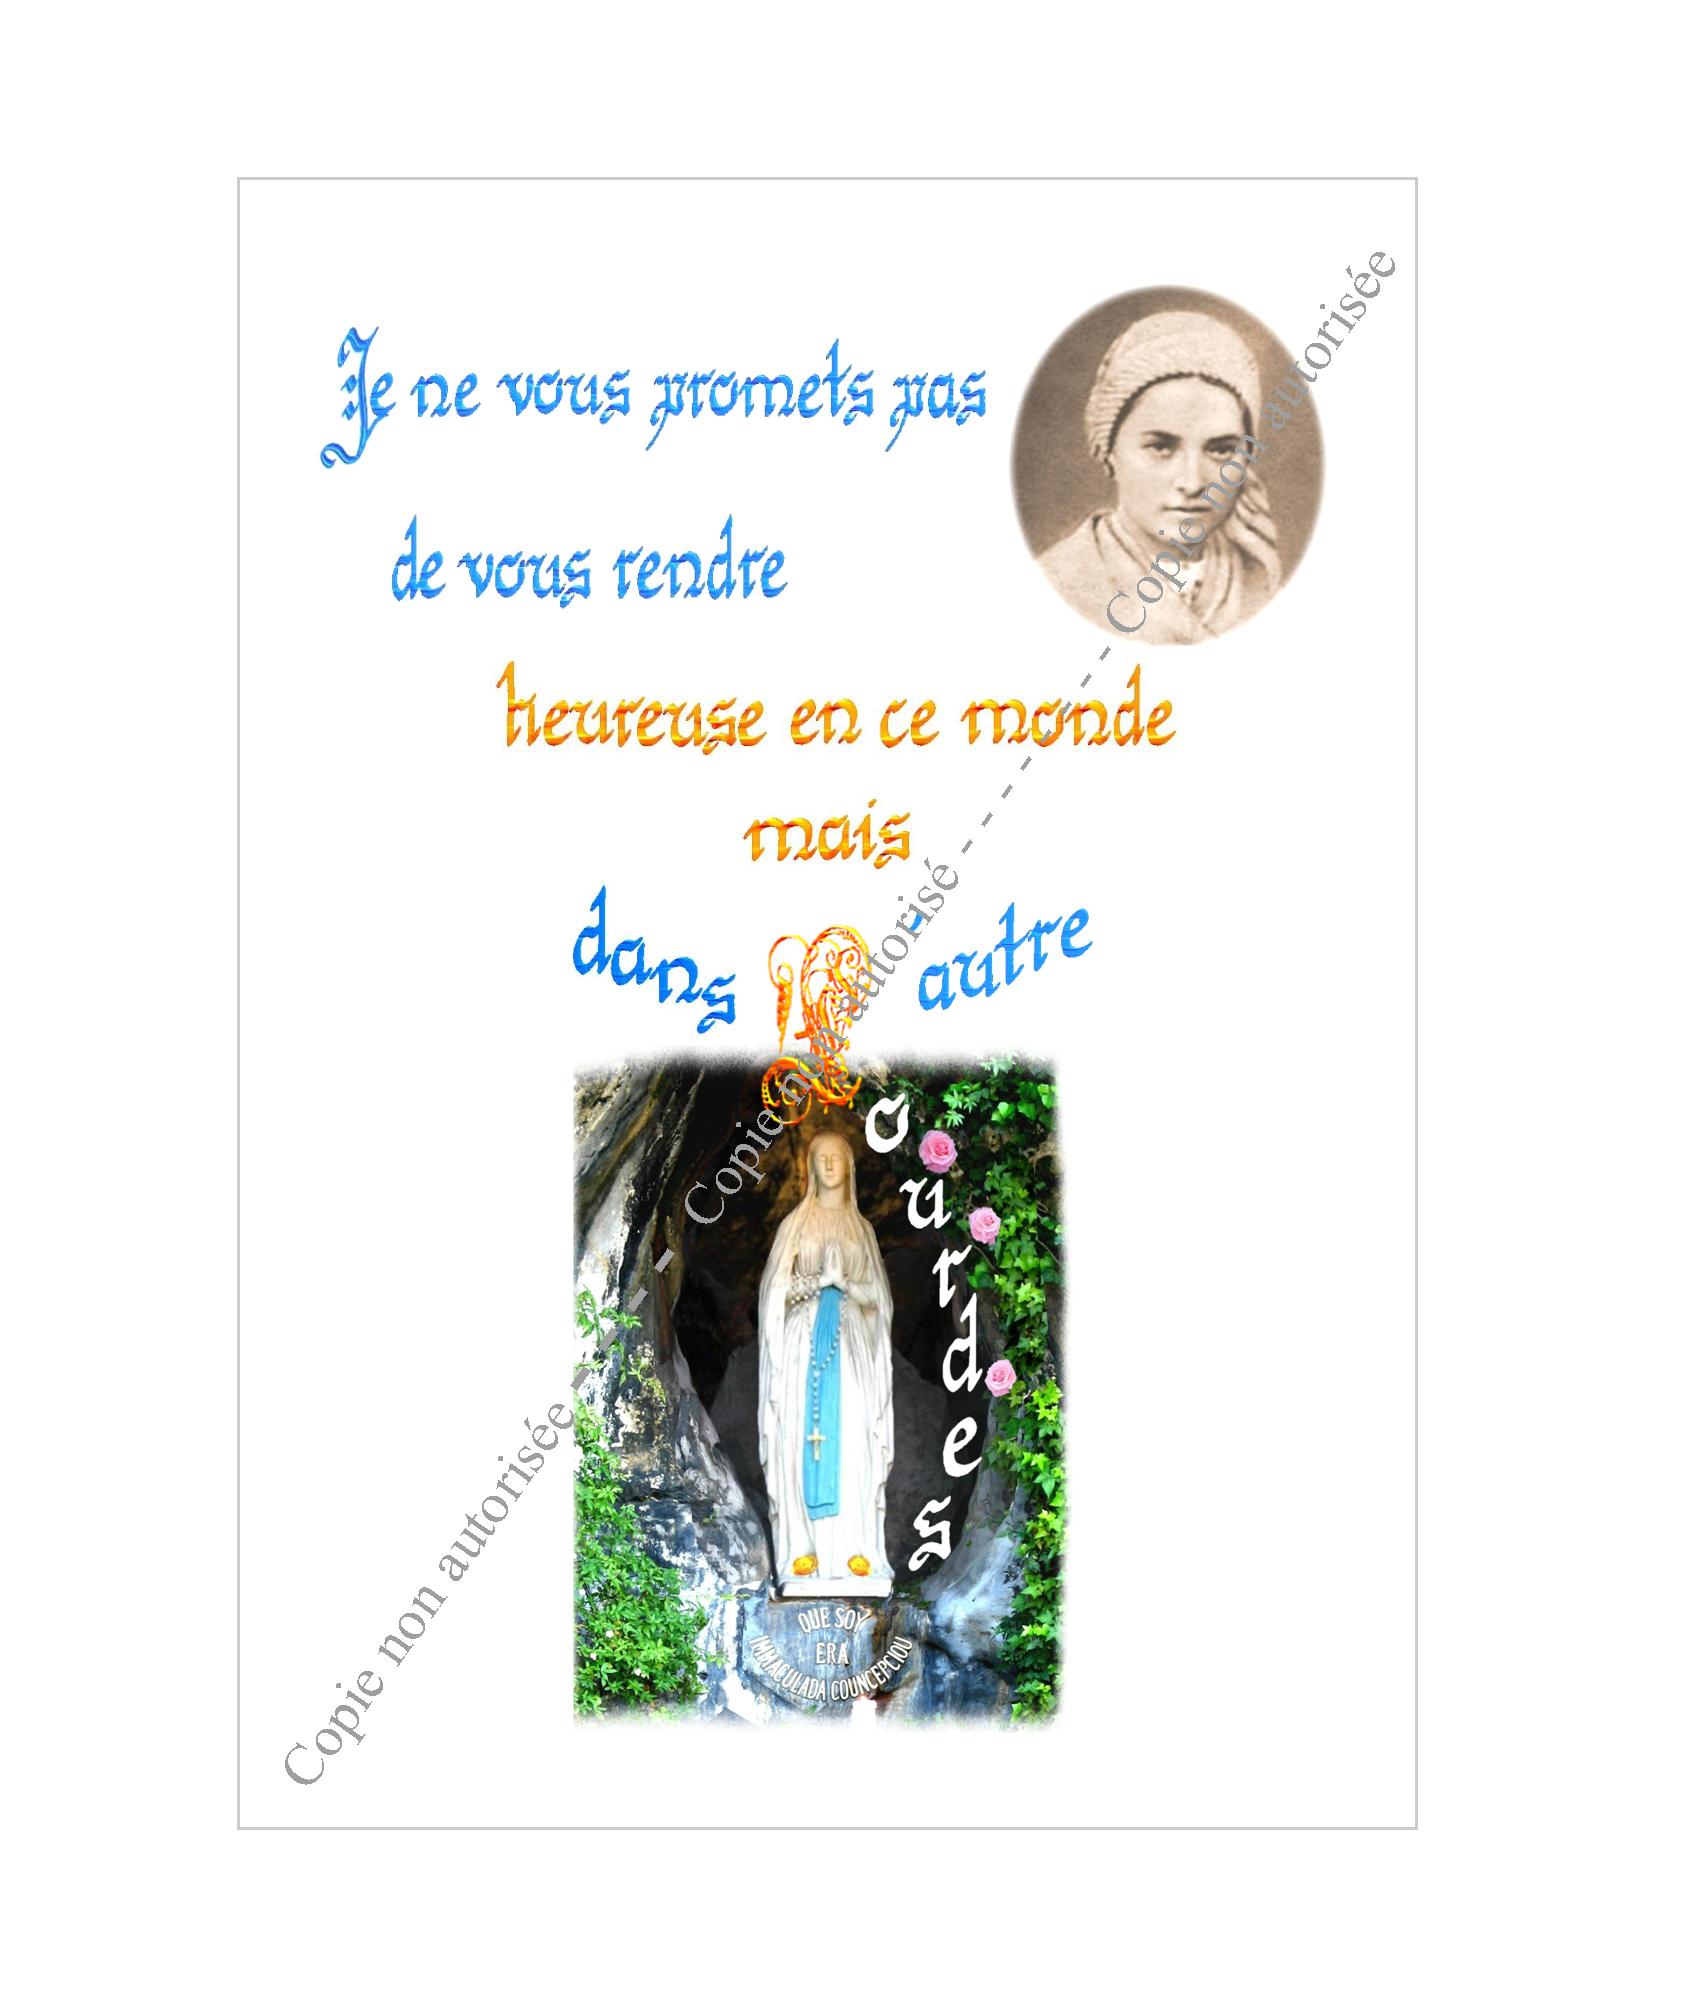 Je ne vous promets pas
de vous rendre
heureuse en ce monde
mais
dans L'autre
Lourdes
QUE SOY
ERA
IMMACULADA COUNCEPCIOU
Copie non autorisée - - - - - Copie non autorisé - - - - - - - Copie non autorisée